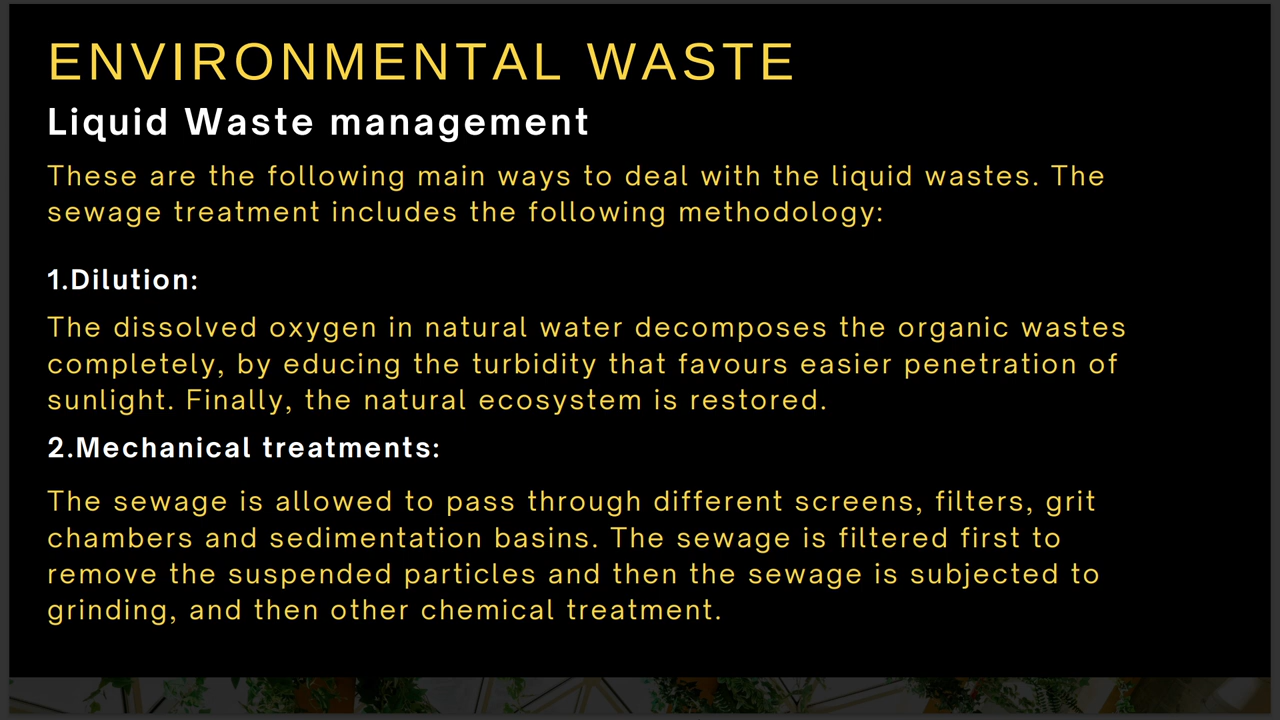 ENVIRONMENTAL WASTE
Liquid Waste management
These are the following main ways to deal with the liquid wastes. The
sewage treatment includes the following methodology:
1.Dilution:
The dissolved oxygen in natural water decomposes the organic wastes
completely, by educing the turbidity that favours easier penetration of
sunlight. Finally, the natural ecosystem is restored.
2.Mechanical treatments:
The sewage is allowed to pass through different screens, filters, grit
chambers and sedimentation basins. The sewage is filtered first to
remove the suspended particles and then the sewage is subjected to
grinding, and then other chemical treatment.